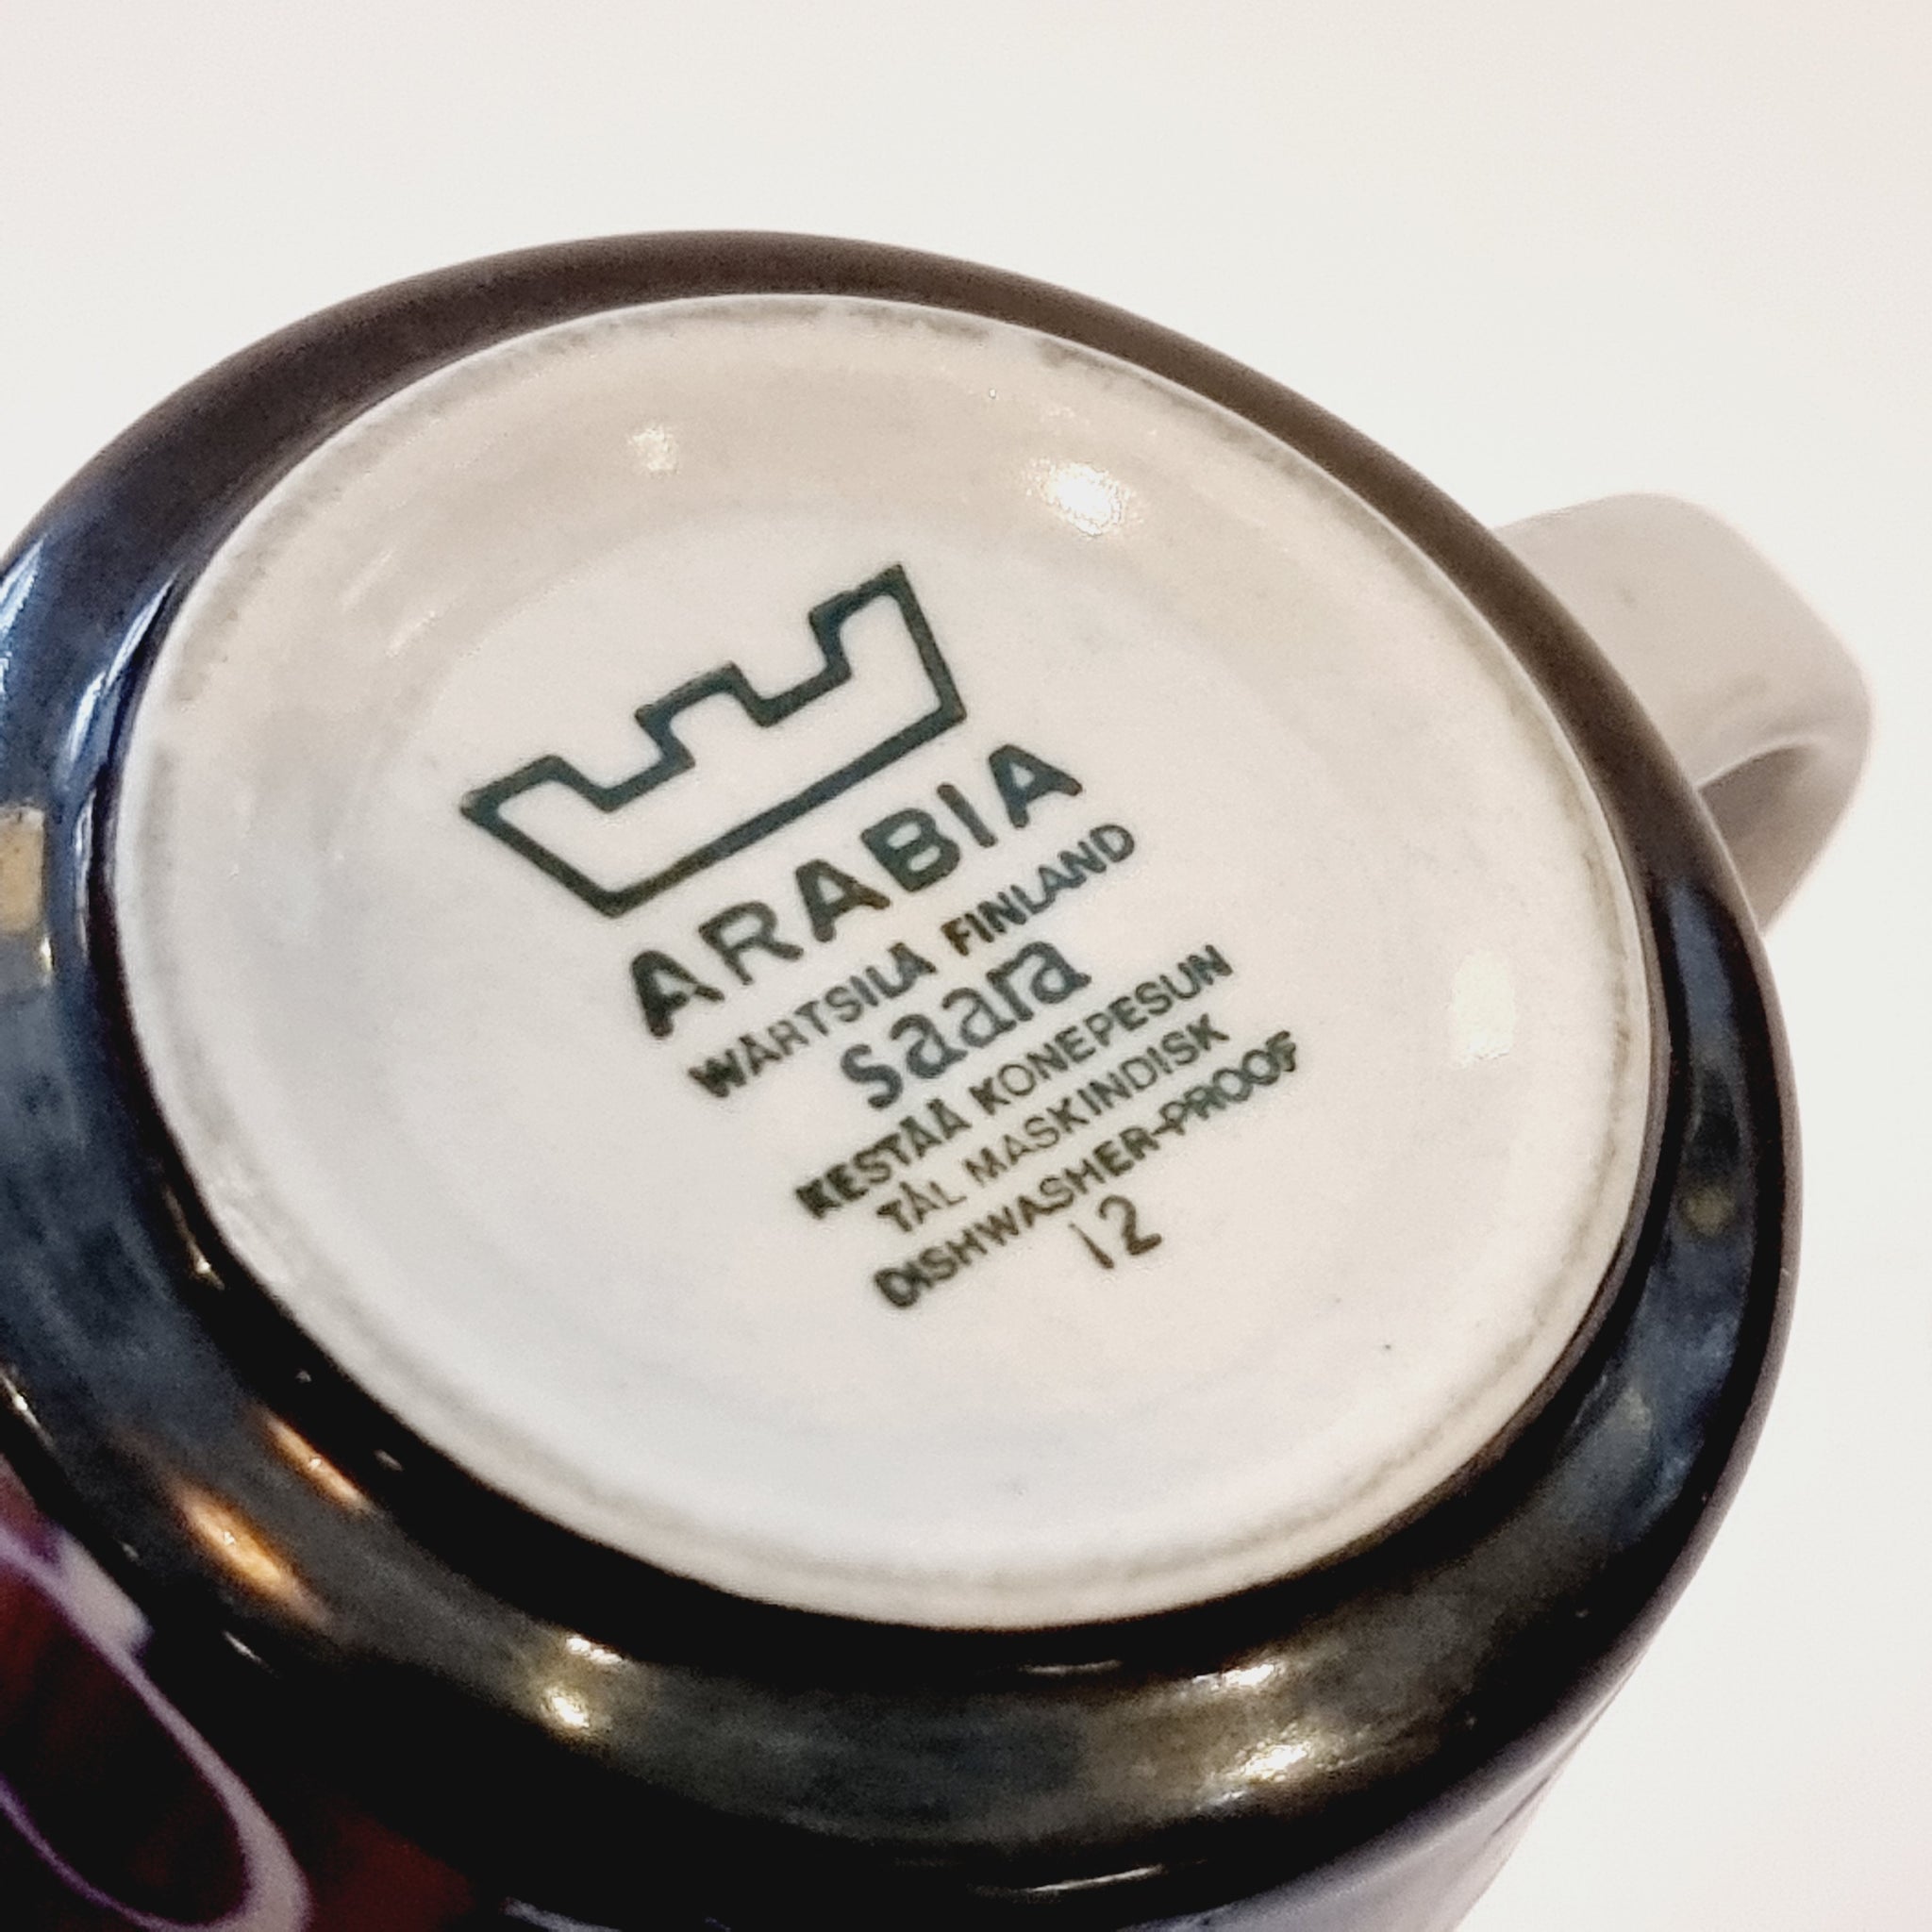 ARABIA
WÄRTSILÄ FINLAND
saara
KESTÄÄ KONEPESUN
TÅL MASKINDISK
DISHWASHER-PROOF
12